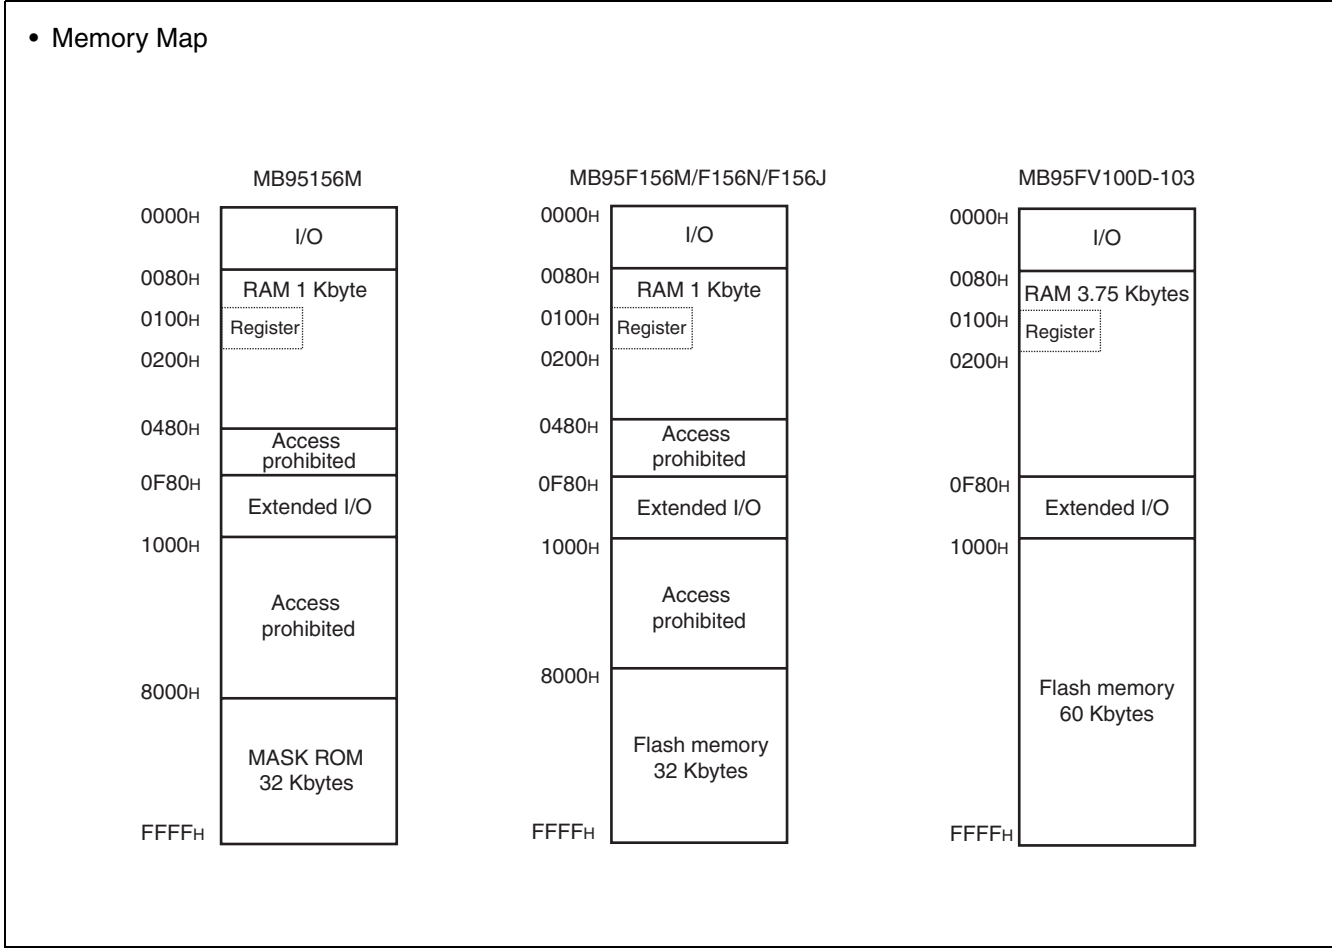 • Memory Map
MB95156M
0000H
I/O
0080H
RAM 1 Kbyte
0100H
Register
0200H
0480H
Access
prohibited
0F80H
Extended I/O
1000H
Access
prohibited
8000H
MASK ROM
32 Kbytes
FFFFH
MB95F156M/F156N/F156J
0000H
I/O
0080H
RAM 1 Kbyte
0100H
Register
0200H
0480H
Access
prohibited
0F80H
Extended I/O
1000H
Access
prohibited
8000H
Flash memory
32 Kbytes
FFFFH
MB95FV100D-103
0000H
I/O
0080H
RAM 3.75 Kbytes
0100H
Register
0200H
0F80H
Extended I/O
1000H
Flash memory
60 Kbytes
FFFFH